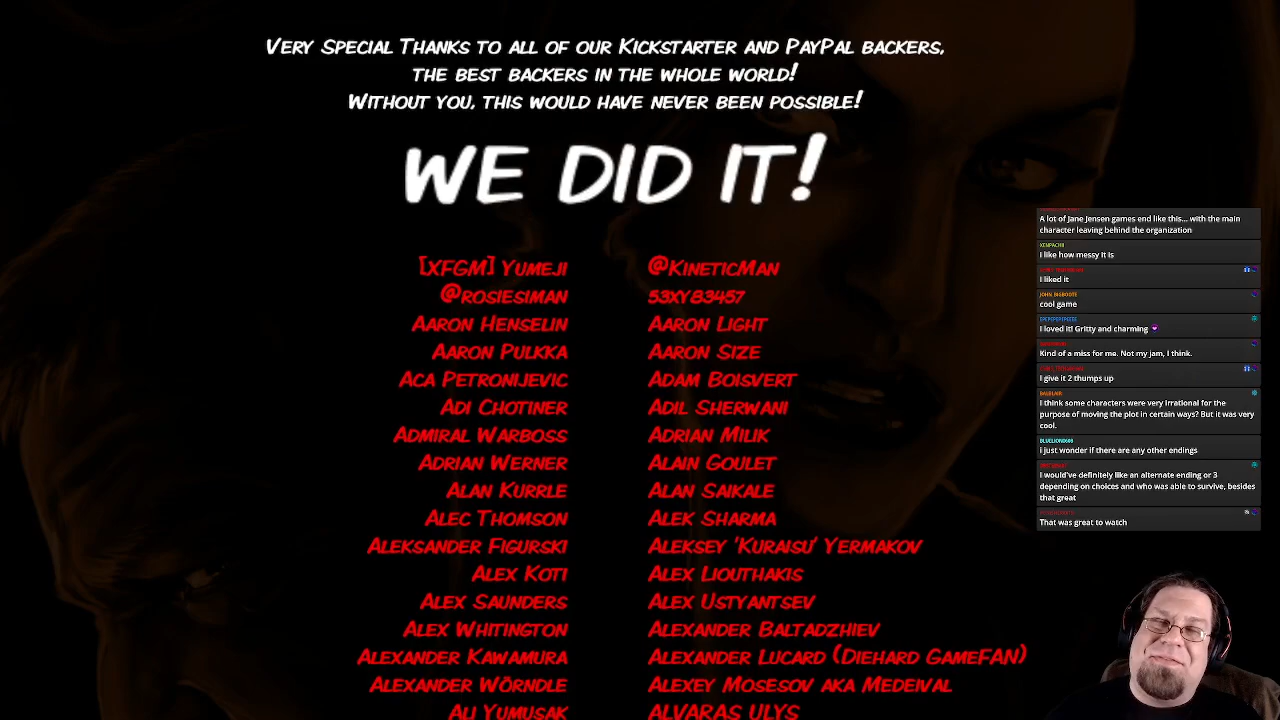 Very Special Thanks to all of our Kickstarter and PayPal backers,
the best backers in the whole world!
Without you, this would have never been possible!
WE DID IT!
[XFGM] Yumeji @KineticMan
@rosiesiman 53xy83457
Aaron Henselin Aaron Light
Aaron Pulkka Aaron Size
Aca Petronijevic Adam Boisvert
Adi Chotiner Adil Sherwani
Admiral Warboss Adrian Milik
Adrian Werner Alain Goulet
Alan Kurrle Alan Saikale
Alec Thomson Alek Sharma
Aleksander Figurski Aleksey 'Kuraisu' Yermakov
Alex Koti Alex Liouthakis
Alex Saunders Alex Ustyantsev
Alex Whitington Alexander Baltadzhiev
Alexander Kawamura Alexander Lucard (Diehard GameFAN)
Alexander Wörndle Alexey Mosesov aka Medeival
Ali Yumusak ALVARAS ULYS
A lot of Jane Jensen games end like this... with the main
character leaving behind the organization
XENPACHII
I like how messy it is
I liked it
JOHN_BIGBOOTE
cool game
I loved it! Gritty and charming
Kind of a miss for me. Not my jam, I think.
I give it 2 thumps up
I think some characters were very irrational for the
purpose of moving the plot in certain ways? But it was very
cool.
I just wonder if there are any other endings
I would've definitely like an alternate ending or 3
depending on choices and who was able to survive, besides
that great
That was great to watch